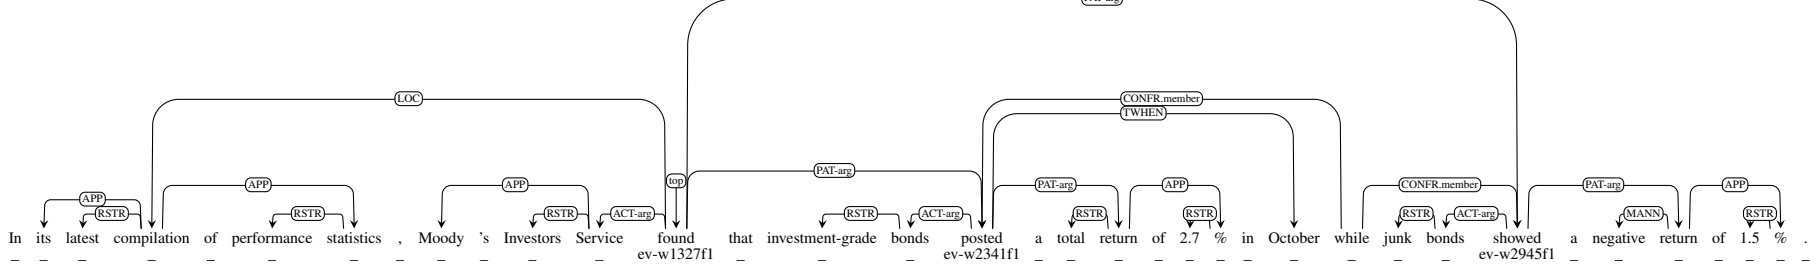 LOC CONFR.member
TWHEN
top PAT-arg
APP APP APP PAT-arg APP CONFR.member PAT-arg APP
RSTR RSTR RSTR ACT-arg RSTR ACT-arg RSTR RSTR RSTR ACT-arg MANN RSTR
In its latest compilation of performance statistics , Moody 's Investors Service found that investment-grade bonds posted a total return of 2.7 % in October while junk bonds showed a negative return of 1.5 % .
_ _ _ _ _ _ _ _ _ _ _ _ ev-w1327f1 _ _ _ ev-w2341f1 _ _ _ _ _ _ _ _ _ _ _ ev-w2945f1 _ _ _ _ _ _ _